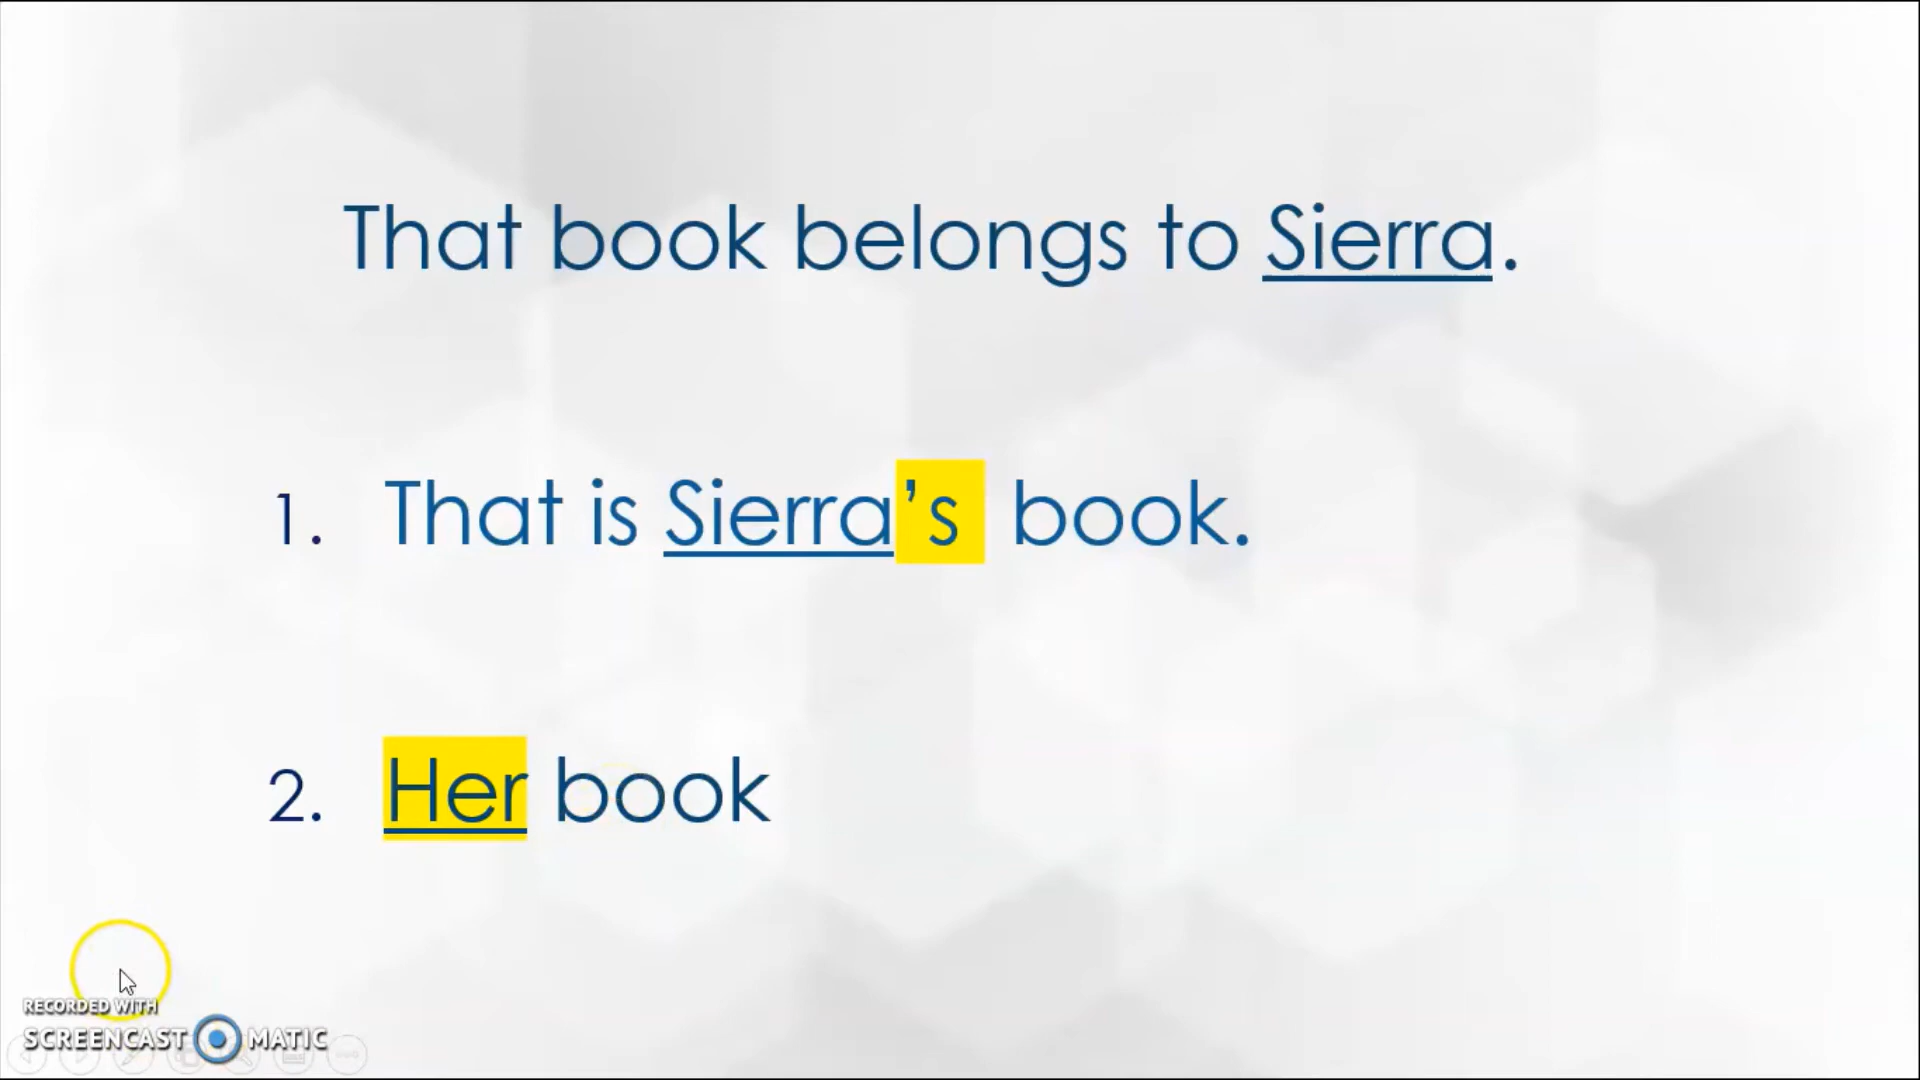 That book belongs to Sierra.
1. That is Sierra’s book.
2. Her book
RECORDED WITH
SCREENCAST MATIC